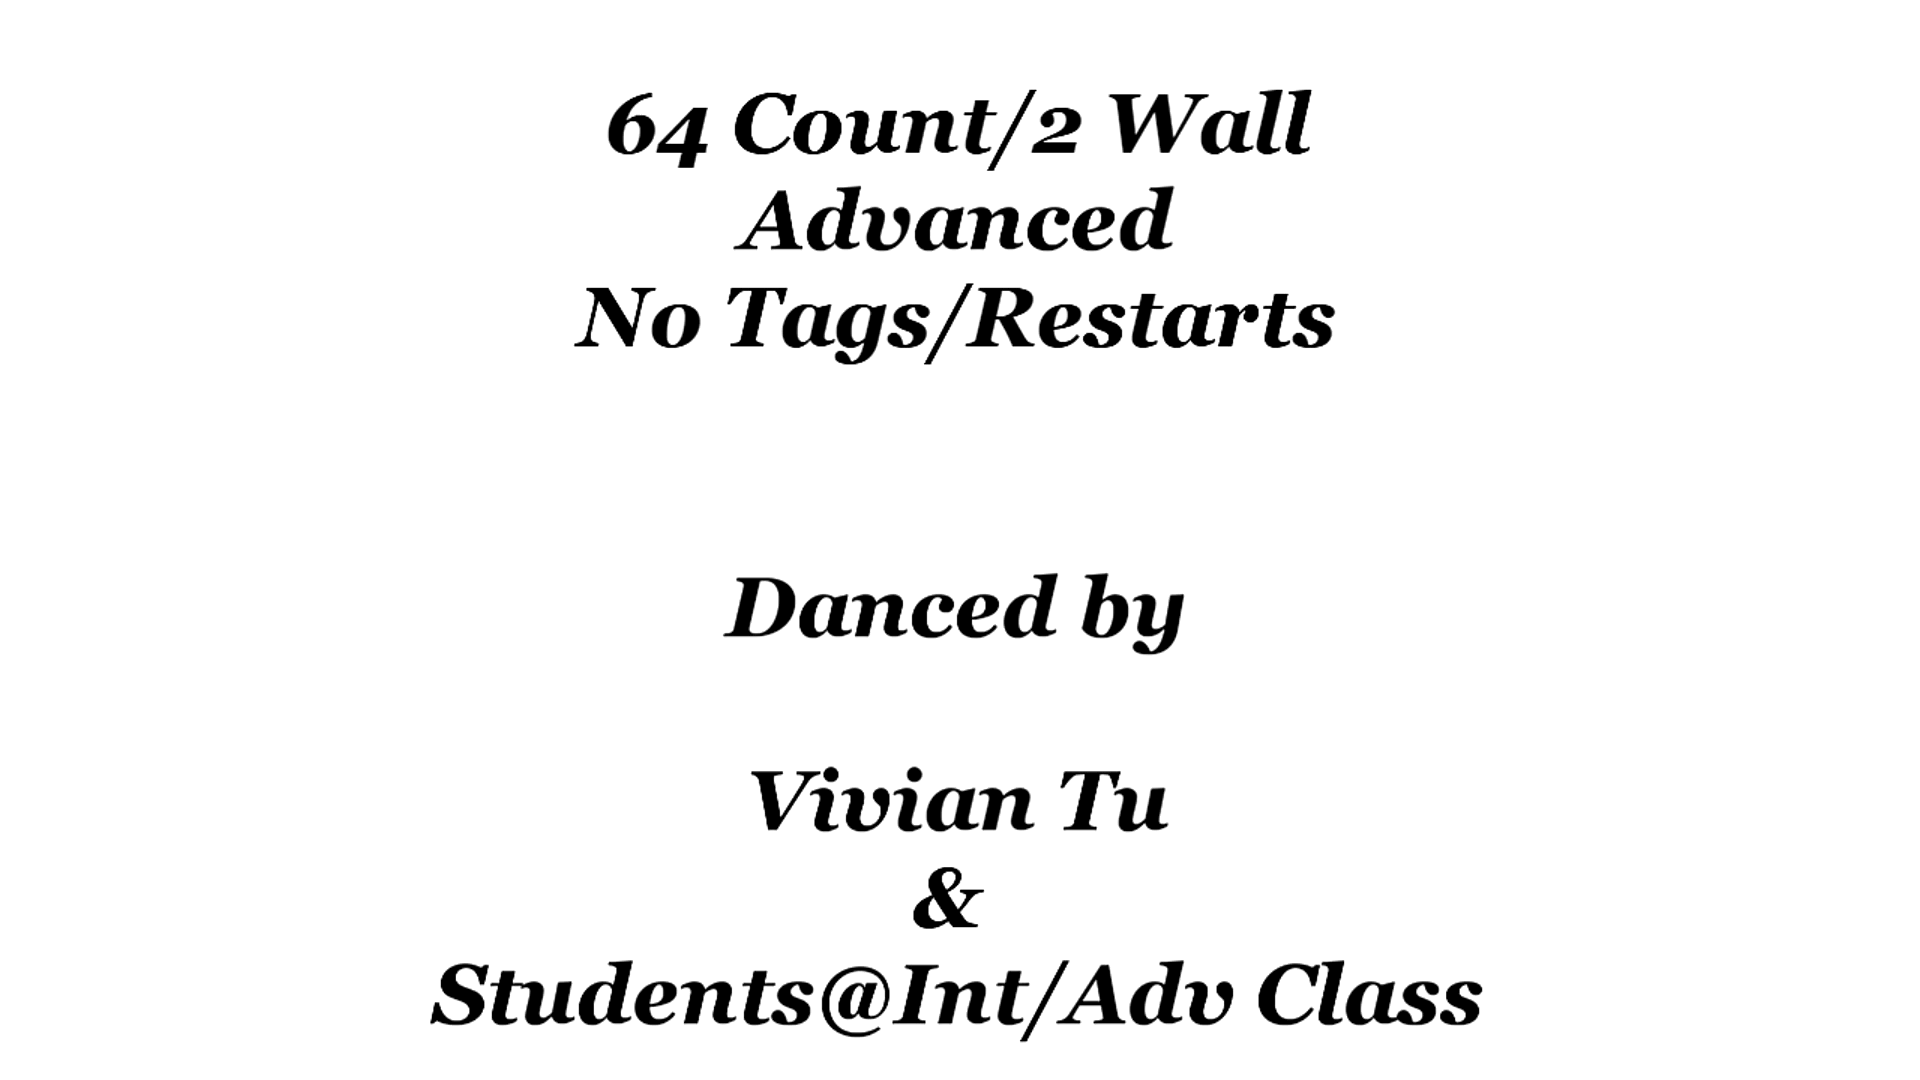 64 Count/2 Wall
Advanced
No Tags/Restarts
Danced by
Vivian Tu
&
Students@Int/Adv Class